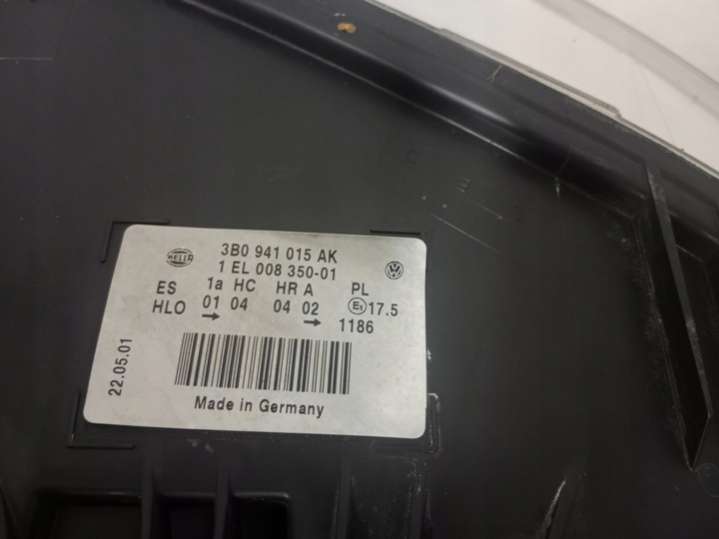 HELLA
3B0 941 015 AK
1 EL 008 350-01
ES 1a HC HR A PL
HLO 01 04 → 04 02 → E1 17.5
1186
22.05.01
Made in Germany